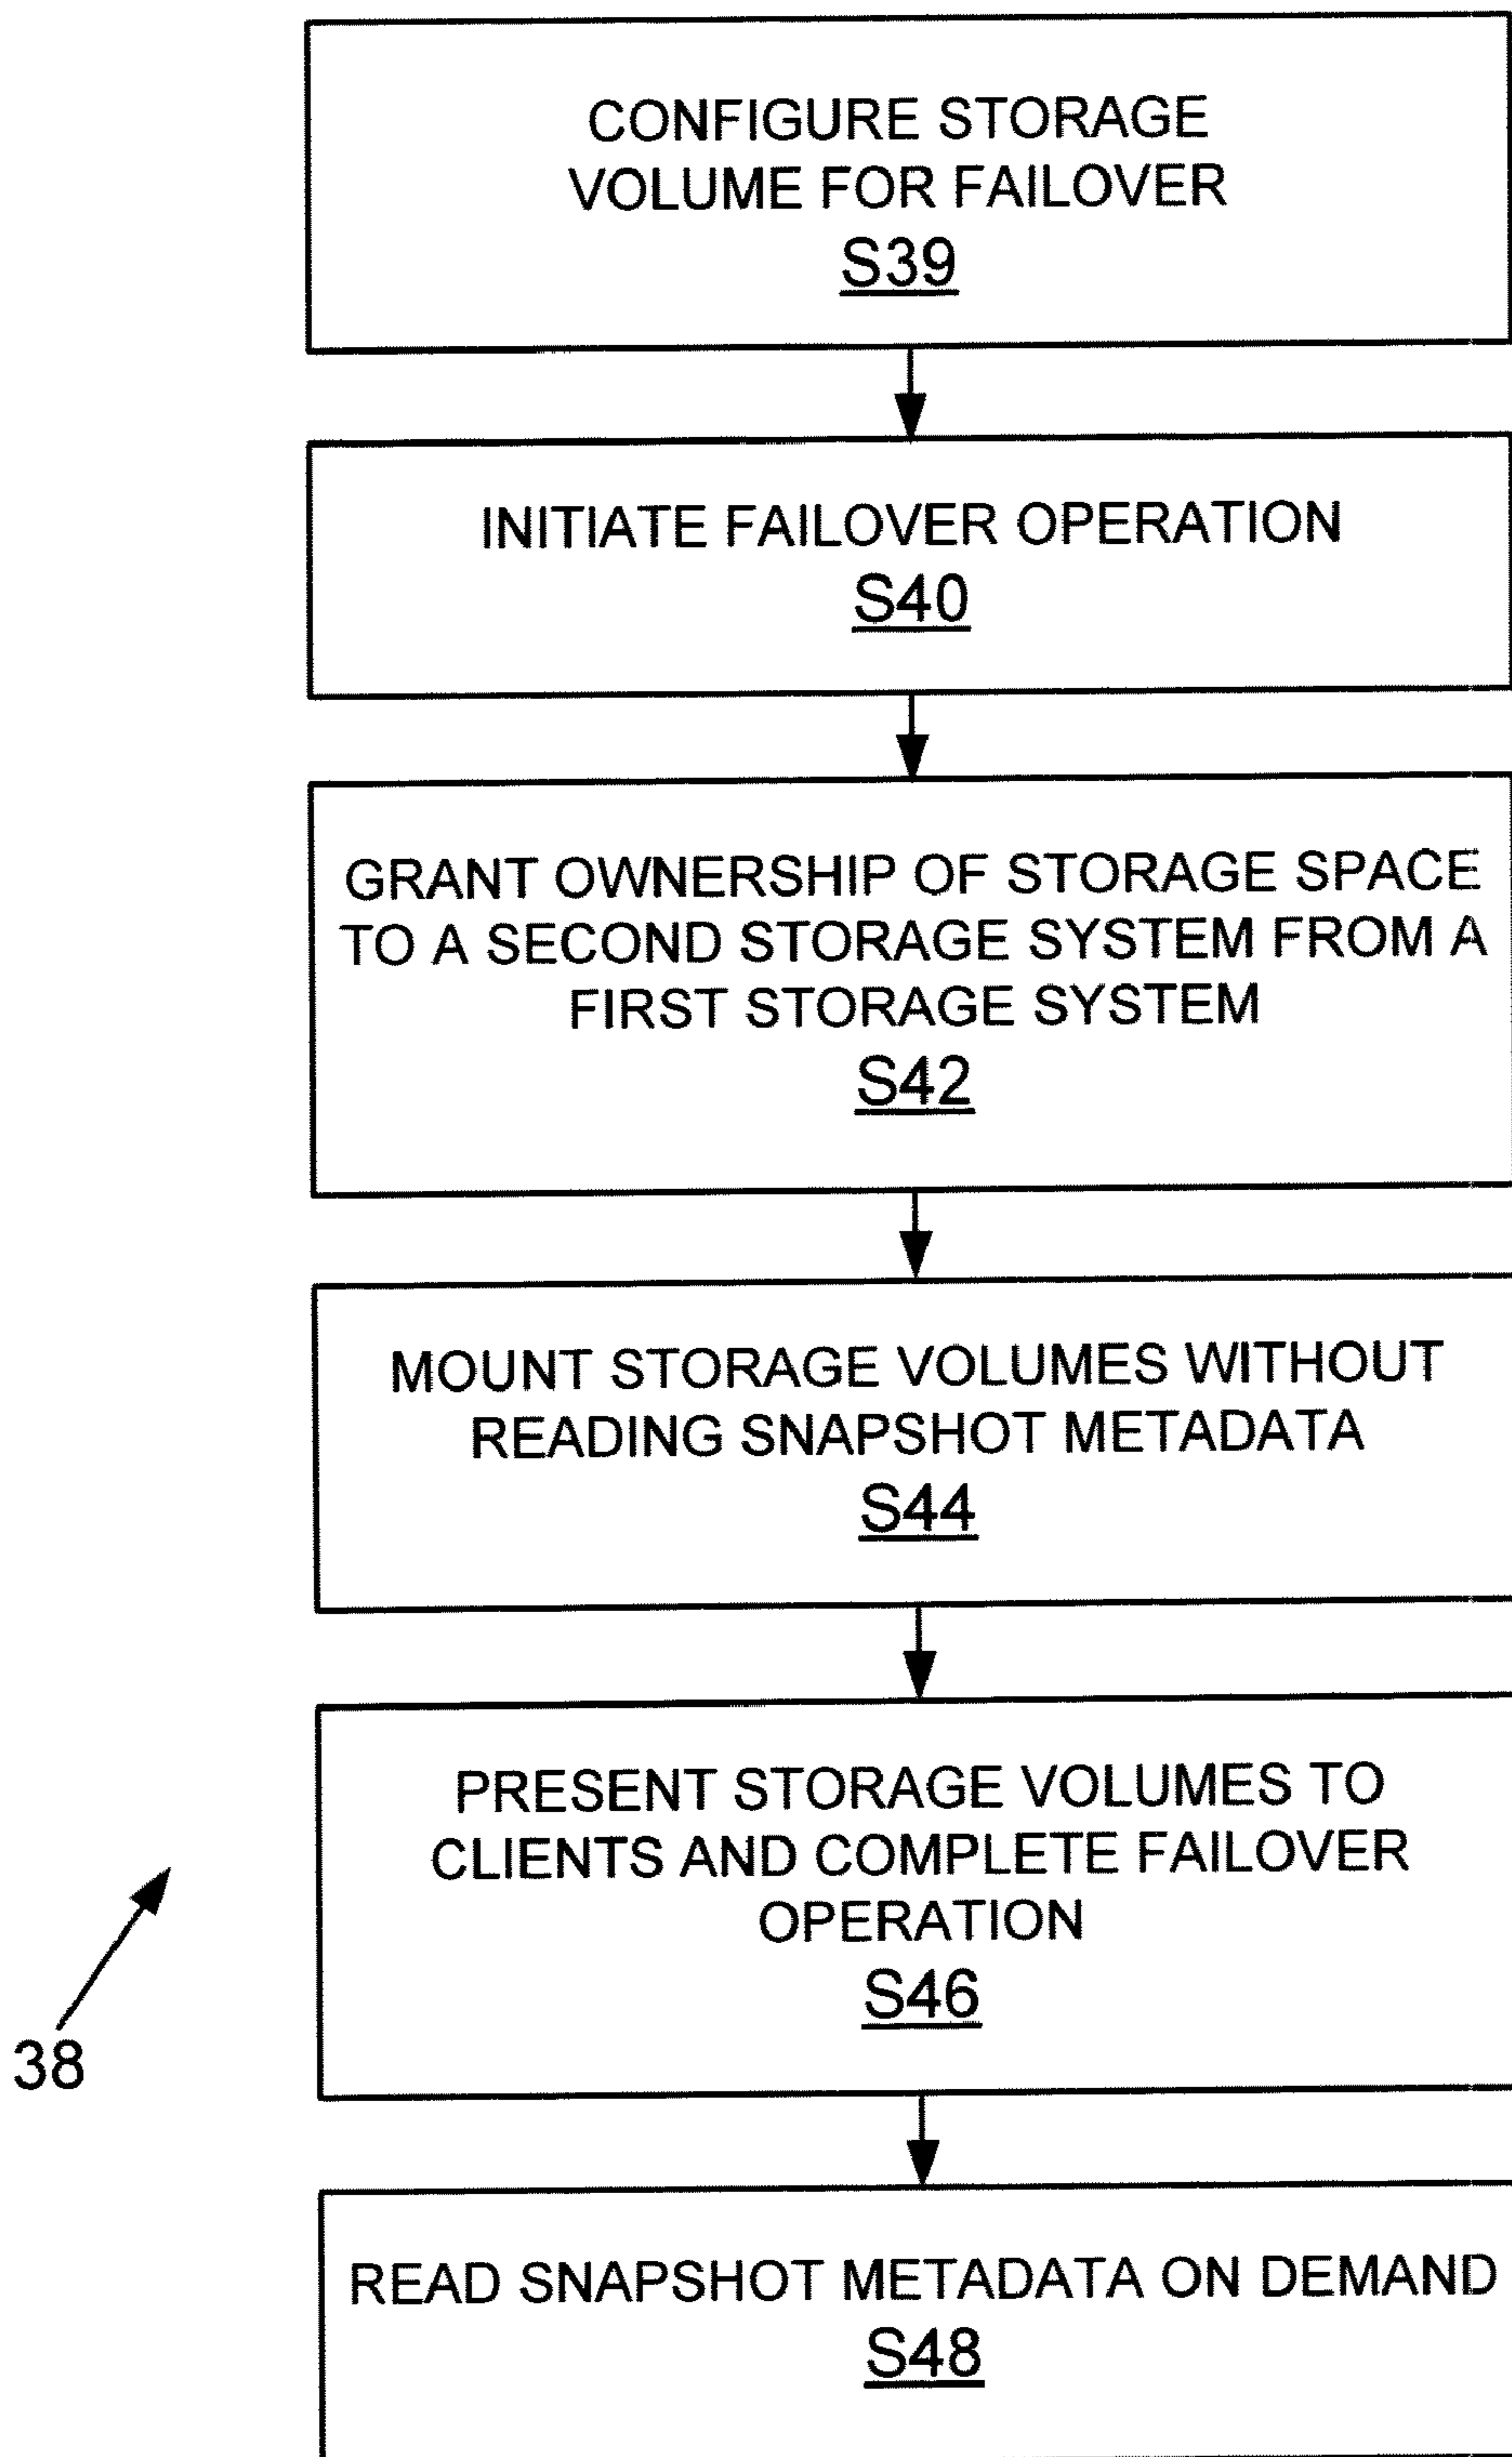 CONFIGURE STORAGE
VOLUME FOR FAILOVER
S39
INITIATE FAILOVER OPERATION
S40
GRANT OWNERSHIP OF STORAGE SPACE
TO A SECOND STORAGE SYSTEM FROM A
FIRST STORAGE SYSTEM
S42
MOUNT STORAGE VOLUMES WITHOUT
READING SNAPSHOT METADATA
S44
PRESENT STORAGE VOLUMES TO
CLIENTS AND COMPLETE FAILOVER
OPERATION
S46
38
READ SNAPSHOT METADATA ON DEMAND
S48